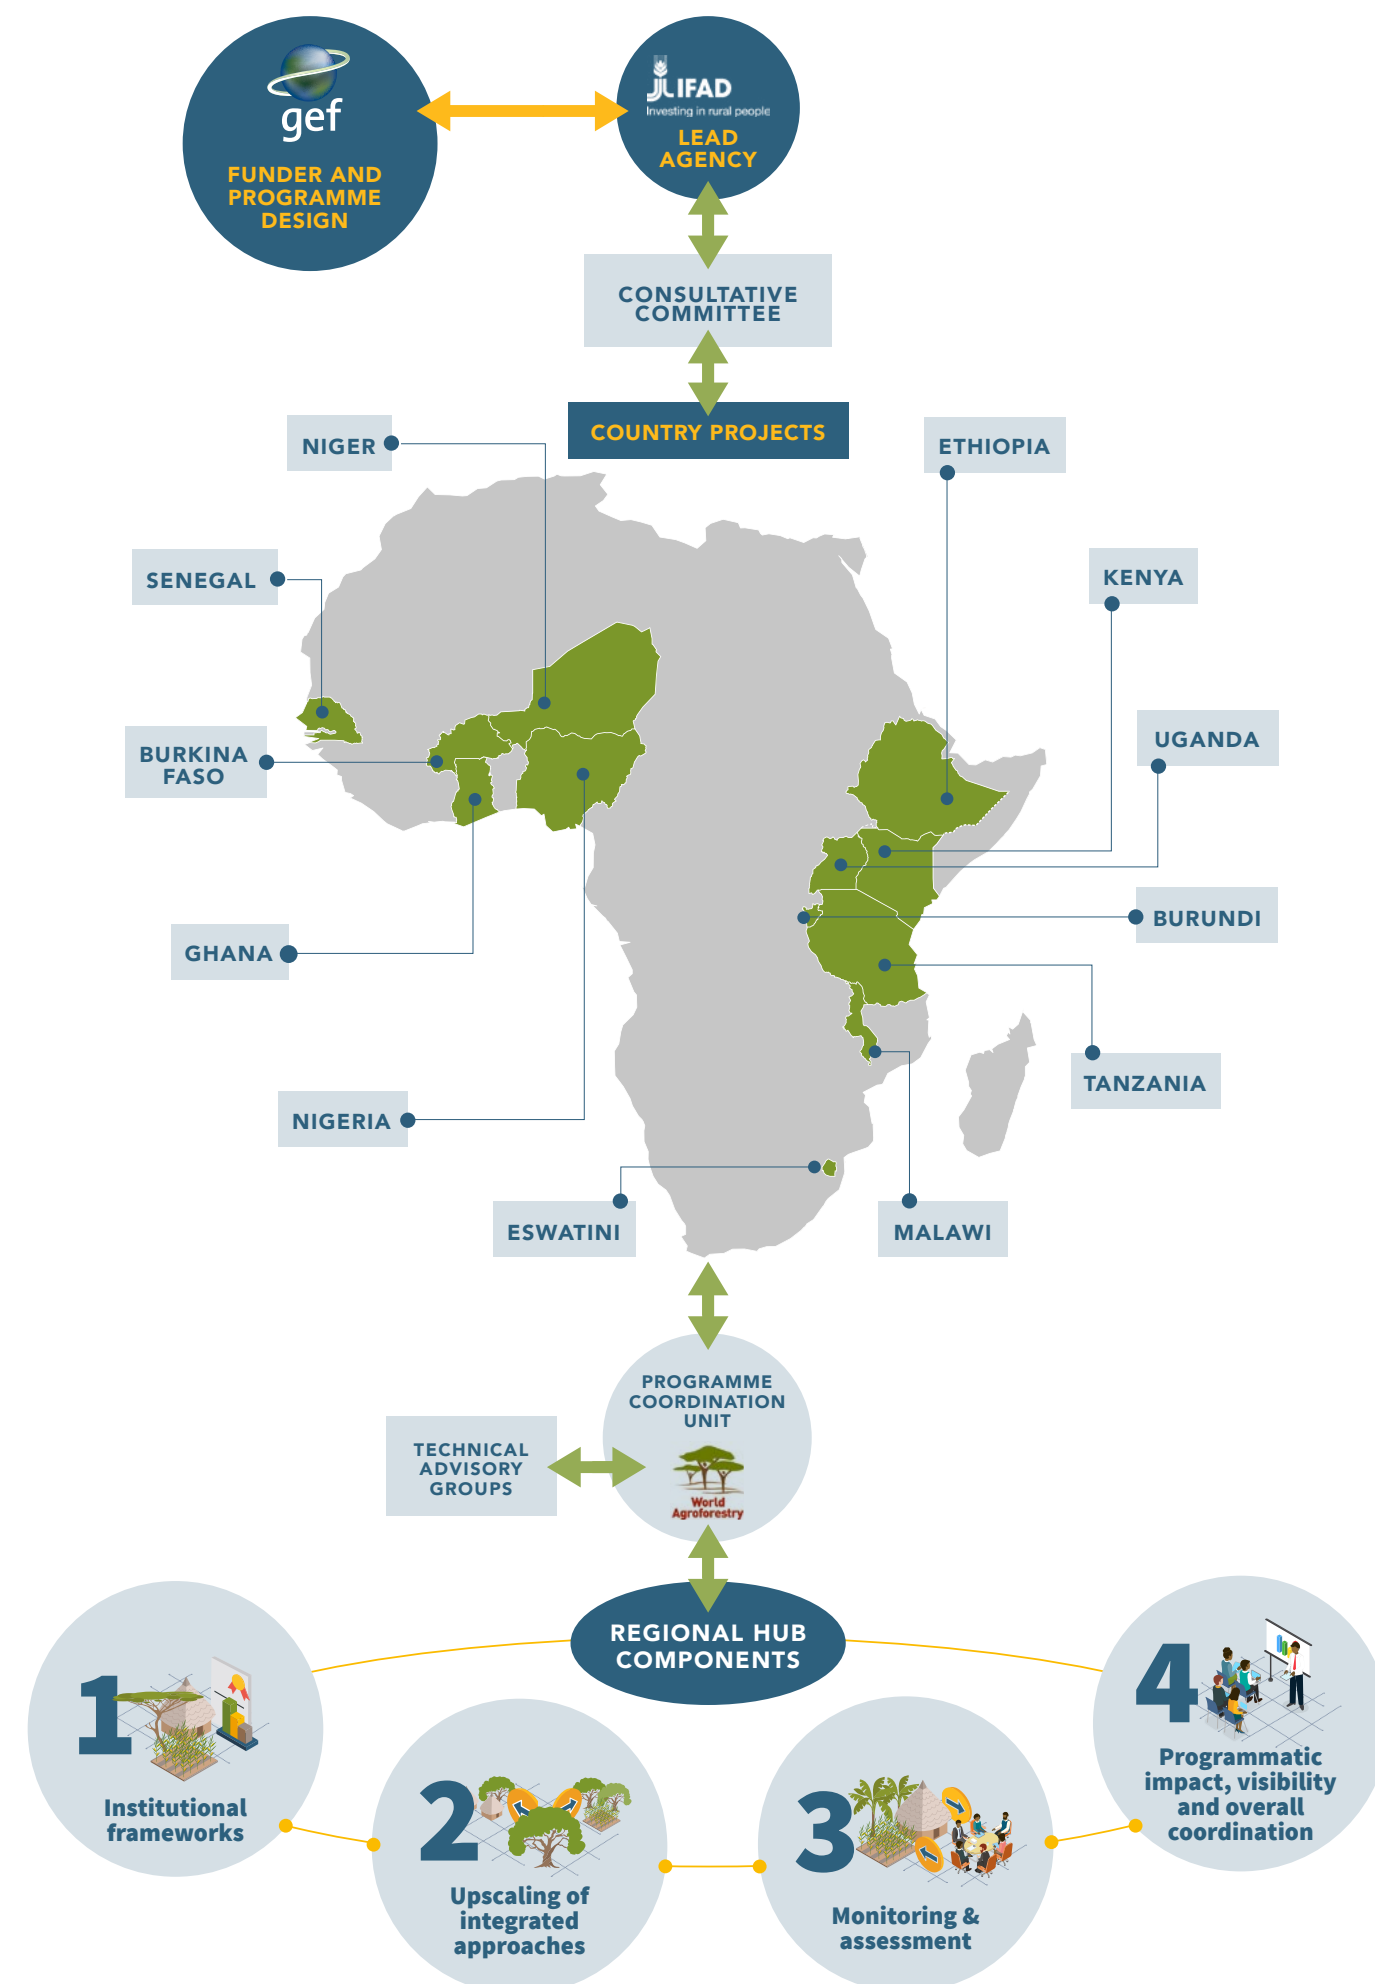 gef
FUNDER AND
PROGRAMME
DESIGN
IFAD
Investing in rural people
LEAD
AGENCY
CONSULTATIVE
COMMITTEE
COUNTRY PROJECTS
NIGER
ETHIOPIA
SENEGAL
KENYA
BURKINA
FASO
UGANDA
GHANA
BURUNDI
NIGERIA
TANZANIA
ESWATINI
MALAWI
PROGRAMME
COORDINATION
UNIT
World
Agroforestry
TECHNICAL
ADVISORY
GROUPS
REGIONAL HUB
COMPONENTS
1
Institutional
frameworks
2
Upscaling of
integrated
approaches
3
Monitoring &
assessment
4
Programmatic
impact, visibility
and overall
coordination